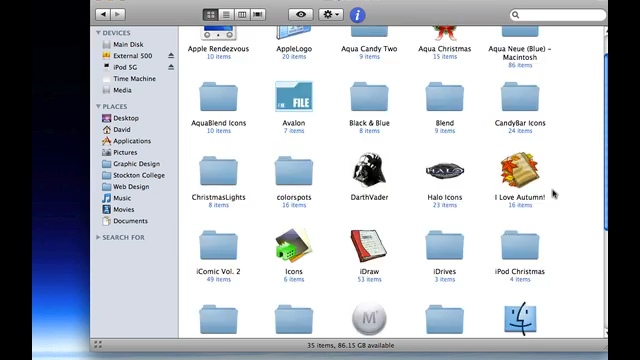 DEVICES
Main Disk
External 500
iPod 5G
Time Machine
Media
PLACES
Desktop
David
Applications
Pictures
Graphic Design
Stockton College
Web Design
Music
Movies
Documents
SEARCH FOR
Apple Rendezvous
10 items
AppleLogo
20 items
Aqua Candy Two
9 items
Aqua Christmas
15 items
Aqua Neue (Blue) –
Macintosh
86 items
AquaBlend Icons
10 items
FILE
Avalon
7 items
Black & Blue
8 items
Blend
9 items
CandyBar Icons
24 items
ChristmasLights
8 items
colorspots
16 items
DarthVader
HALO
Halo Icons
23 items
I Love Autumn!
16 items
iComic Vol. 2
49 items
Icons
6 items
iDraw
53 items
iDrives
3 items
iPod Christmas
4 items
M
35 items, 86.15 GB available